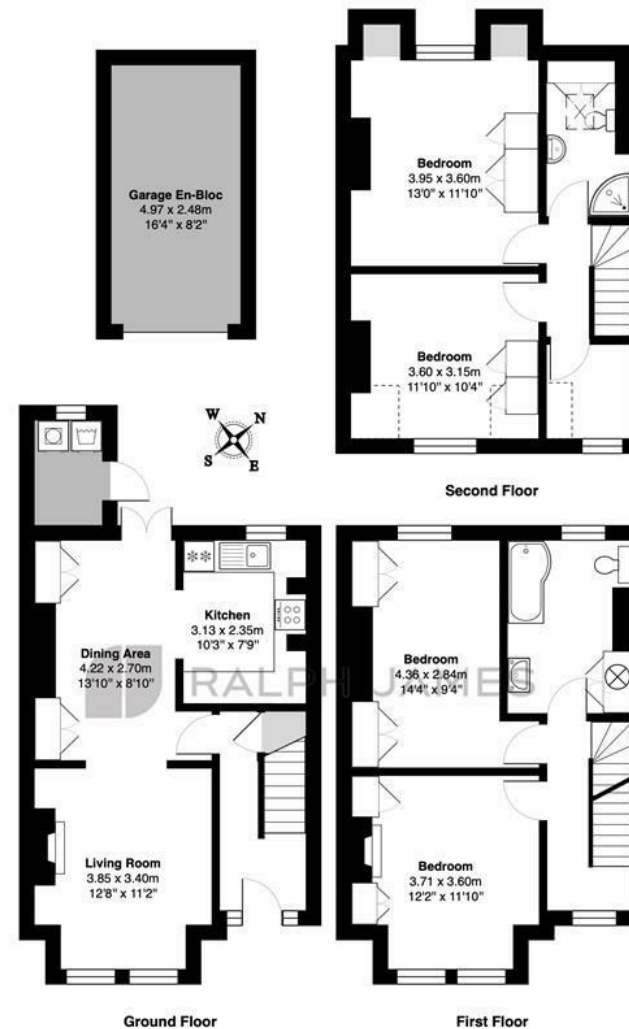 Garage En-Bloc
4.97 x 2.48m
16'4" x 8'2"
Bedroom
3.95 x 3.60m
13'0" x 11'10"
Bedroom
3.60 x 3.15m
11'10" x 10'4"
Second Floor
W
N
S
E
Kitchen
3.13 x 2.35m
10'3" x 7'9"
Dining Area
4.22 x 2.70m
13'10" x 8'10"
Living Room
3.85 x 3.40m
12'8" x 11'2"
Ground Floor
RALPH JAMES
Bedroom
4.36 x 2.84m
14'4" x 9'4"
Bedroom
3.71 x 3.60m
12'2" x 11'10"
First Floor